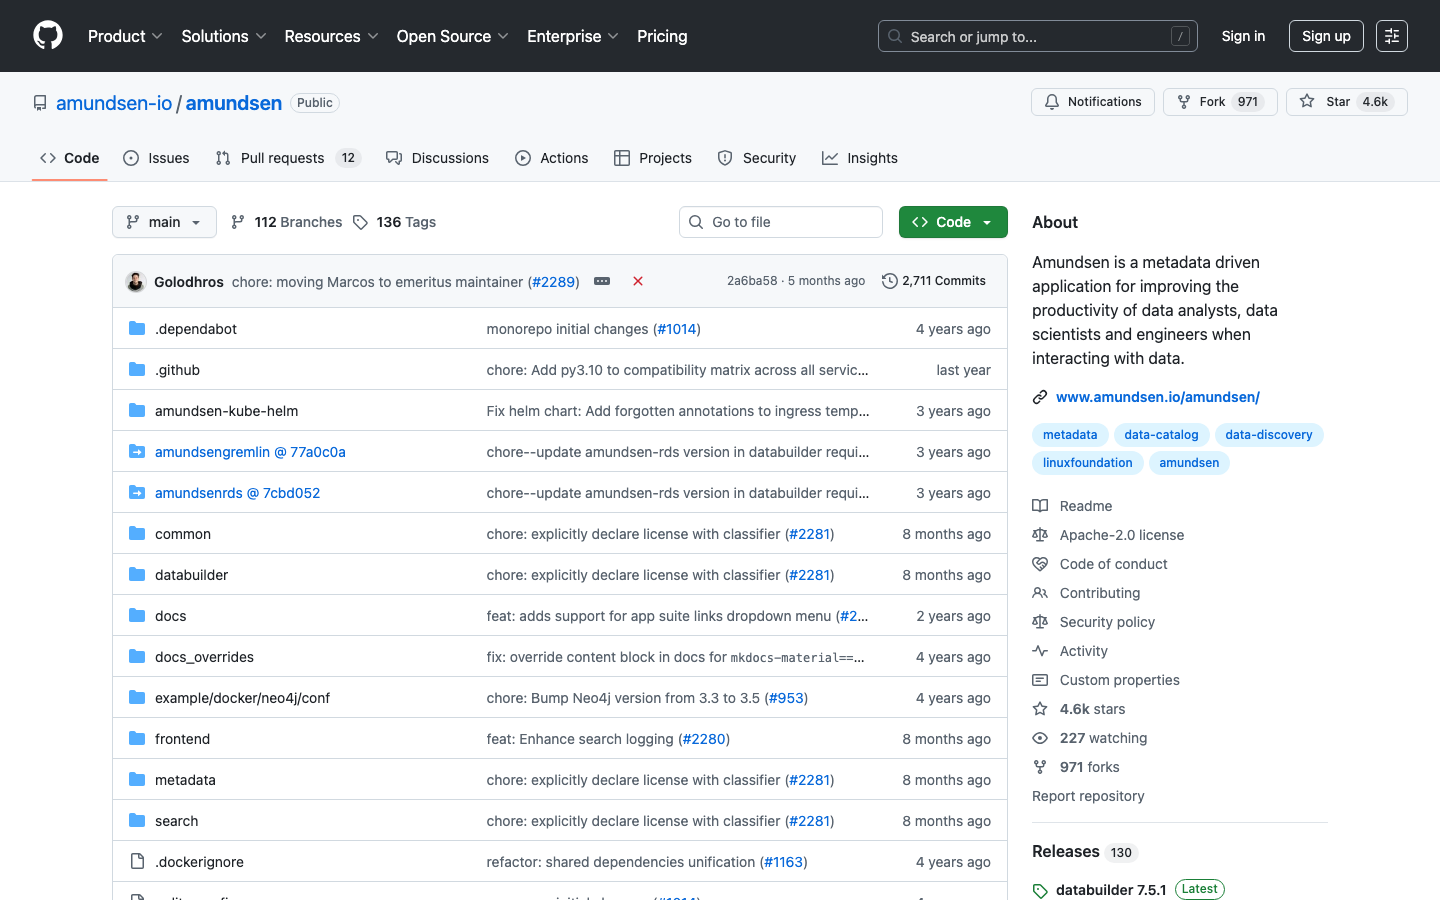 Product
Solutions
Resources
Open Source
Enterprise
Pricing
Search or jump to...
/
Sign in
Sign up
amundsen-io / amundsen
Public
Notifications
Fork 971
Star 4.6k
Code
Issues
Pull requests 12
Discussions
Actions
Projects
Security
Insights
main
112 Branches
136 Tags
Go to file
Code
Golodhros chore: moving Marcos to emeritus maintainer (#2289)
2a6ba58 · 5 months ago
2,711 Commits
.dependabot monorepo initial changes (#1014) 4 years ago
.github chore: Add py3.10 to compatibility matrix across all servic... last year
amundsen-kube-helm Fix helm chart: Add forgotten annotations to ingress temp... 3 years ago
amundsengremlin @ 77a0c0a chore--update amundsen-rds version in databuilder requi... 3 years ago
amundsenrds @ 7cbd052 chore--update amundsen-rds version in databuilder requi... 3 years ago
common chore: explicitly declare license with classifier (#2281) 8 months ago
databuilder chore: explicitly declare license with classifier (#2281) 8 months ago
docs feat: adds support for app suite links dropdown menu (#2... 2 years ago
docs_overrides fix: override content block in docs for mkdocs-material==... 4 years ago
example/docker/neo4j/conf chore: Bump Neo4j version from 3.3 to 3.5 (#953) 4 years ago
frontend feat: Enhance search logging (#2280) 8 months ago
metadata chore: explicitly declare license with classifier (#2281) 8 months ago
search chore: explicitly declare license with classifier (#2281) 8 months ago
.dockerignore refactor: shared dependencies unification (#1163) 4 years ago
About
Amundsen is a metadata driven
application for improving the
productivity of data analysts, data
scientists and engineers when
interacting with data.
www.amundsen.io/amundsen/
metadata data-catalog data-discovery
linuxfoundation amundsen
Readme
Apache-2.0 license
Code of conduct
Contributing
Security policy
Activity
Custom properties
4.6k stars
227 watching
971 forks
Report repository
Releases 130
databuilder 7.5.1 Latest